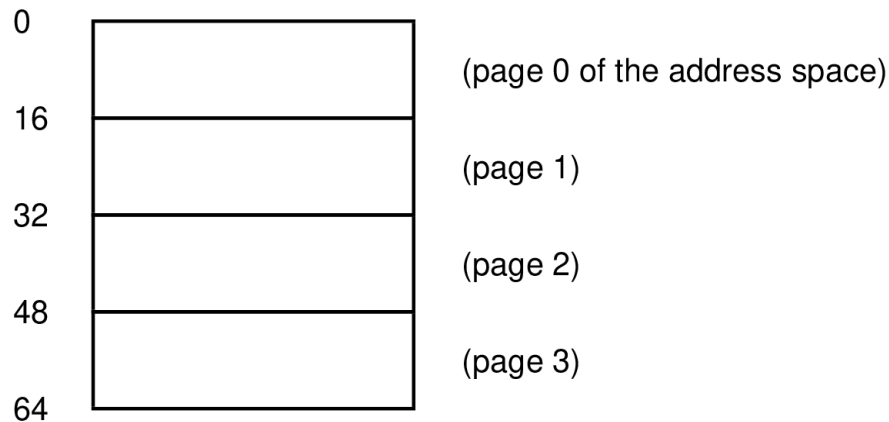 0
(page 0 of the address space)
16
(page 1)
32
(page 2)
48
(page 3)
64